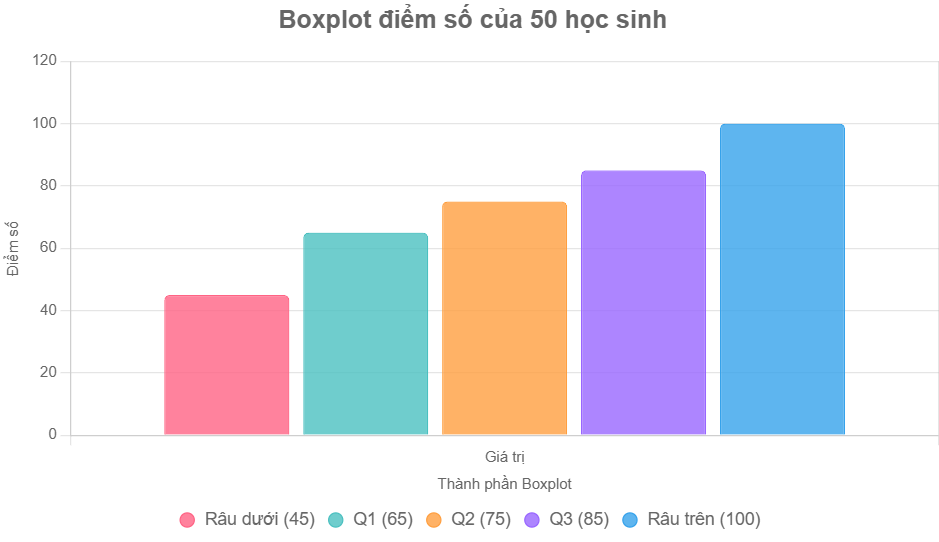 Boxplot điểm số của 50 học sinh
120
100
80
60
40
20
0
Điểm số
Giá trị
Thành phần Boxplot
Râu dưới (45) Q1 (65) Q2 (75) Q3 (85) Râu trên (100)